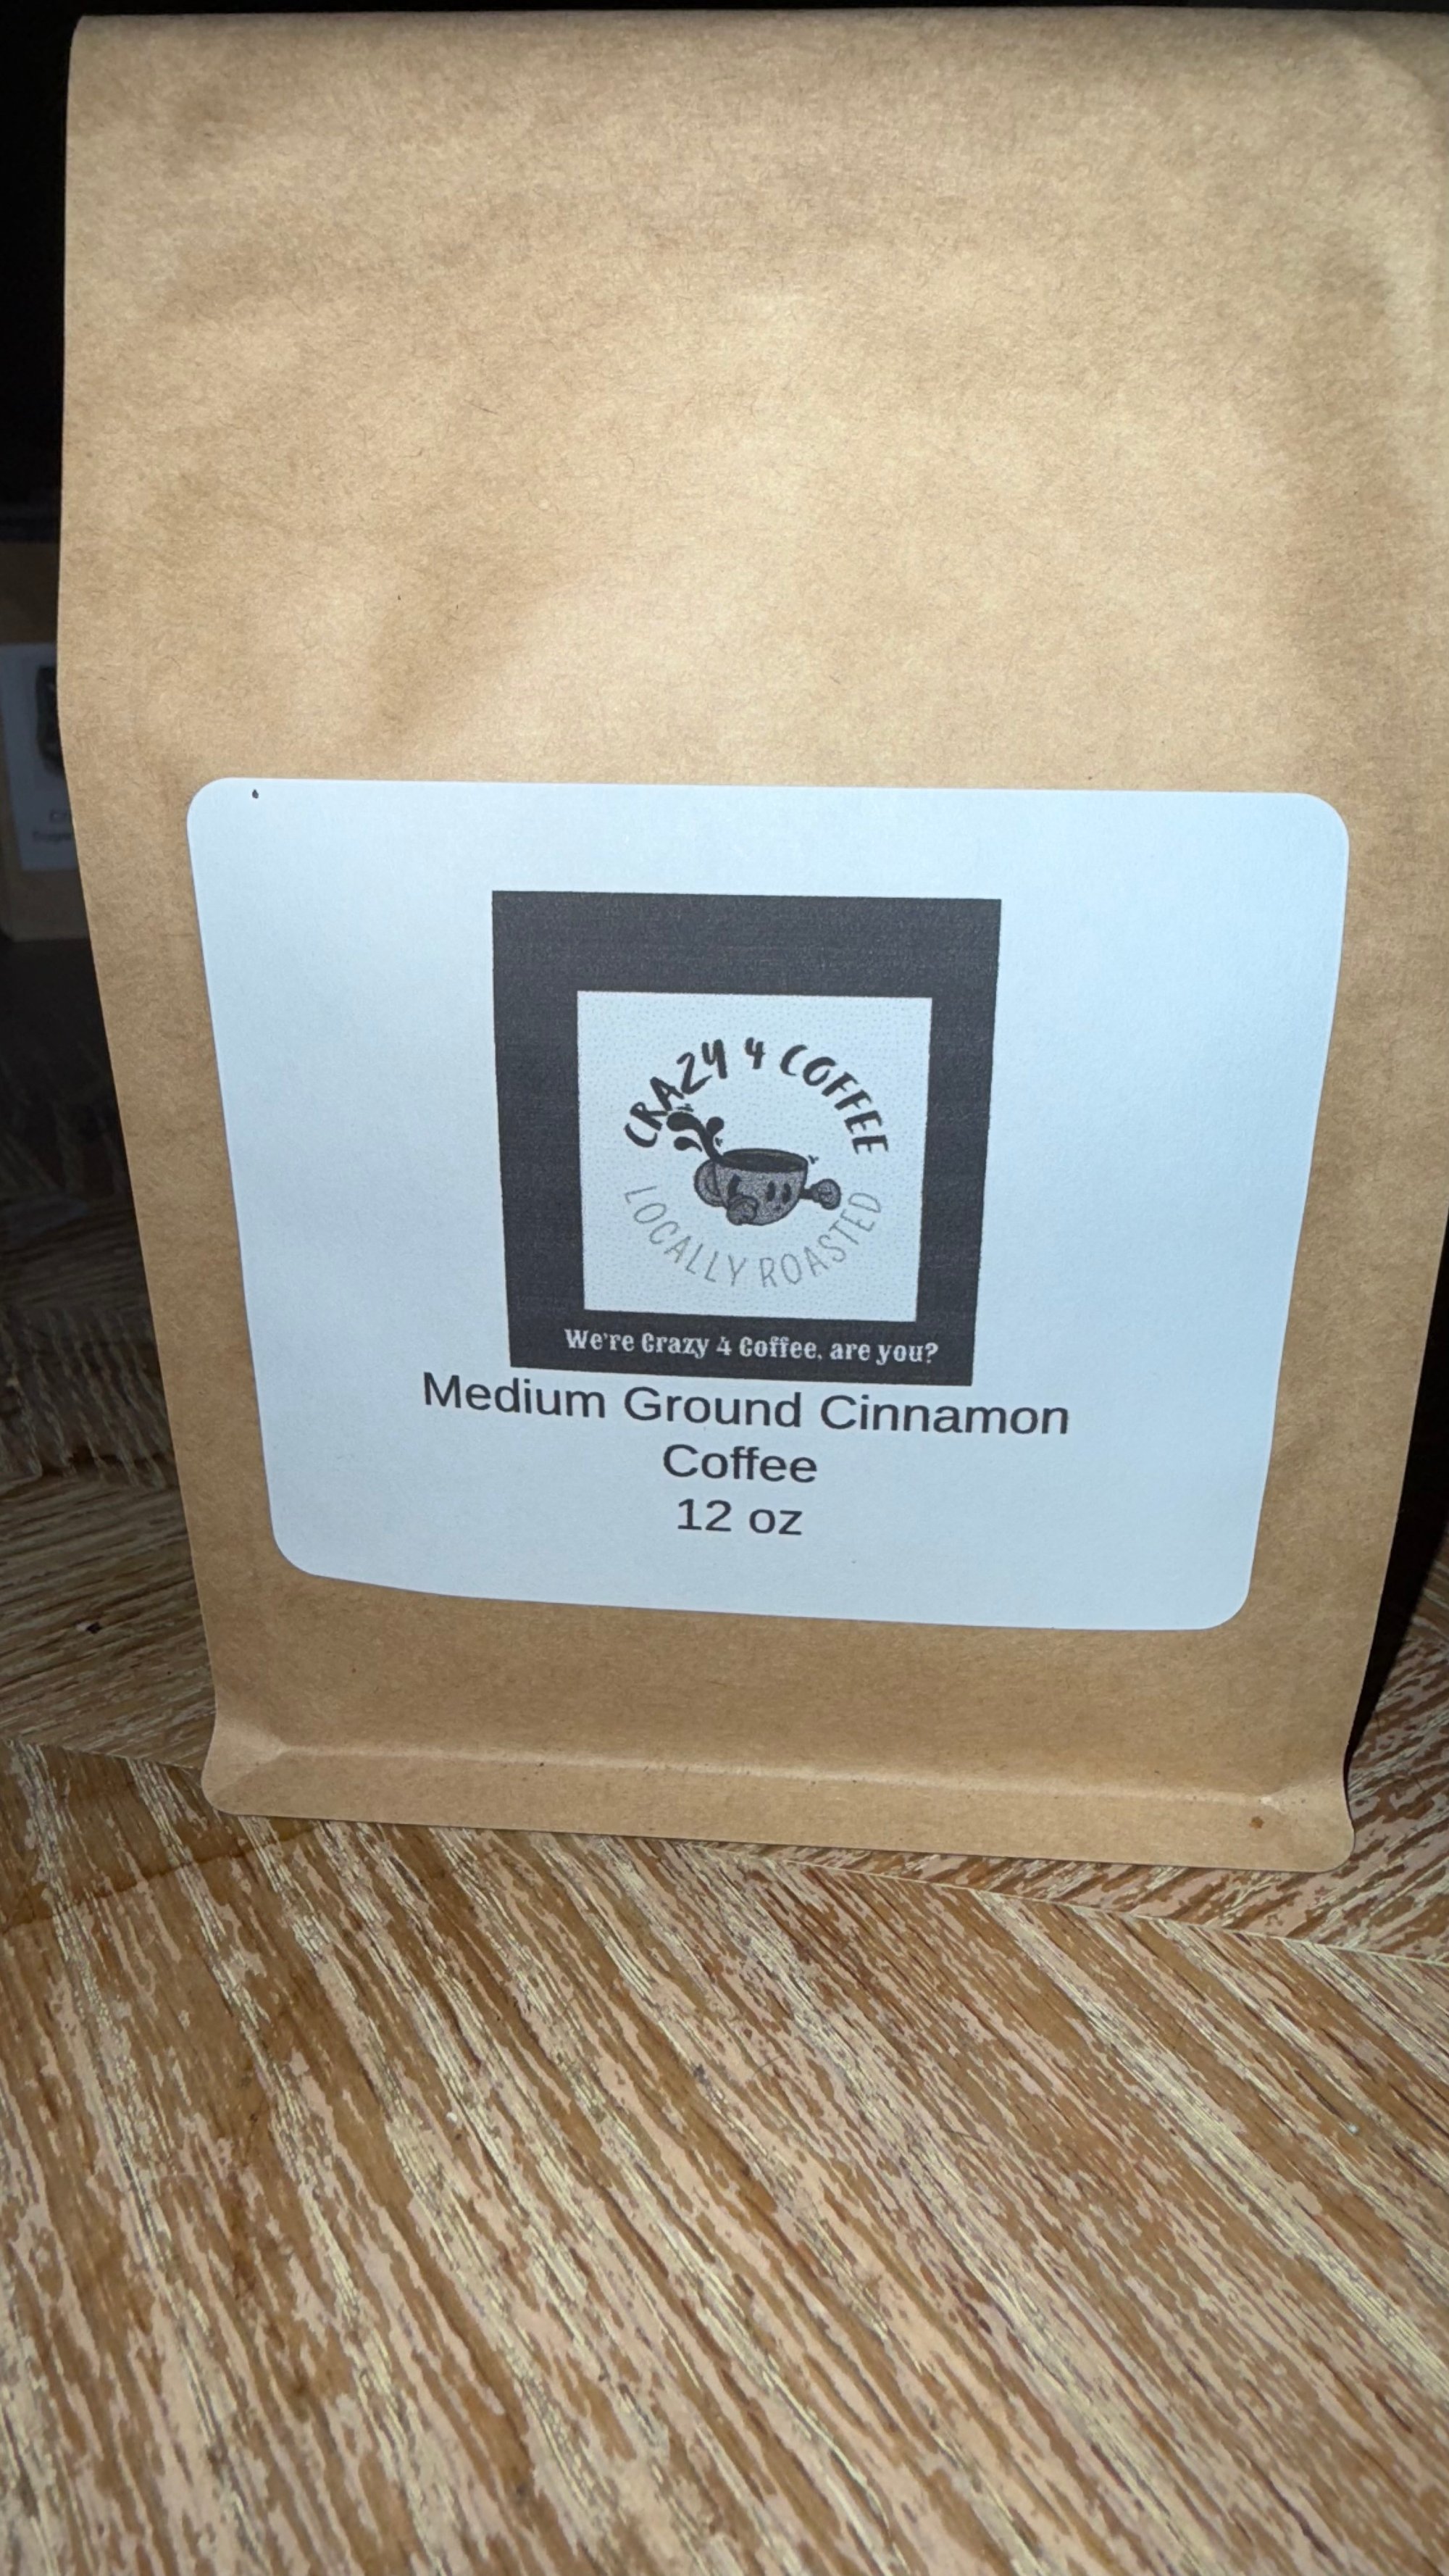 CRAZY 4 COFFEE
LOCALLY ROASTED
We're Crazy 4 Coffee, are you?
Medium Ground Cinnamon
Coffee
12 oz